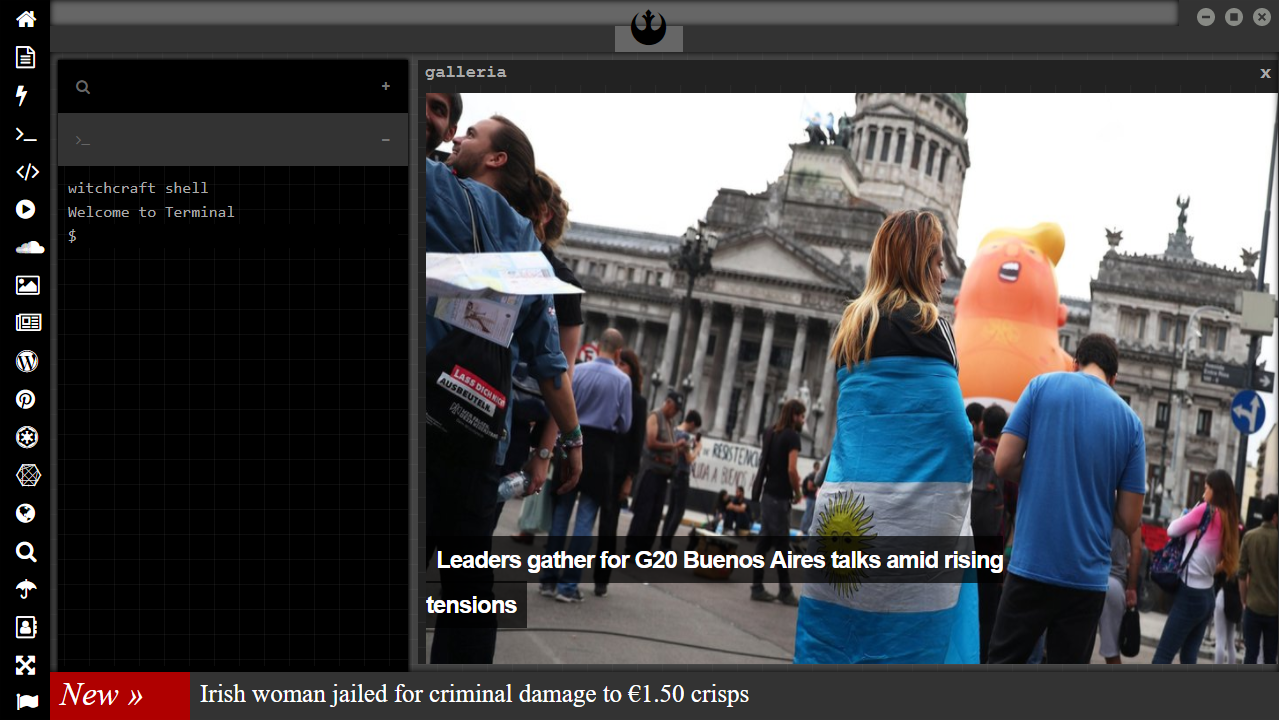 galleria
x
+
>_
–
witchcraft shell
Welcome to Terminal
$
LASS DICH NICHT
AUSBEUTELN.
RESISTENCIA
Leaders gather for G20 Buenos Aires talks amid rising
tensions
New »
Irish woman jailed for criminal damage to €1.50 crisps